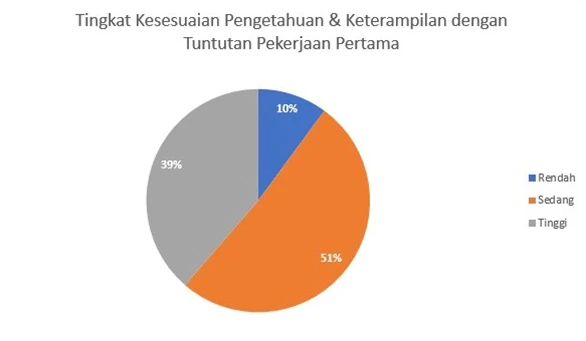 Tingkat Kesesuaian Pengetahuan & Keterampilan dengan
Tuntutan Pekerjaan Pertama
10%
39%
51%
Rendah
Sedang
Tinggi